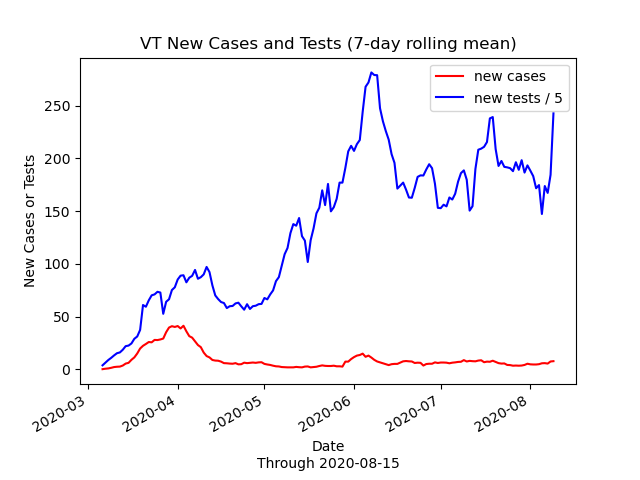 VT New Cases and Tests (7-day rolling mean)
new cases
new tests / 5
New Cases or Tests
250
200
150
100
50
0
2020-03
2020-04
2020-05
2020-06
2020-07
2020-08
Date
Through 2020-08-15